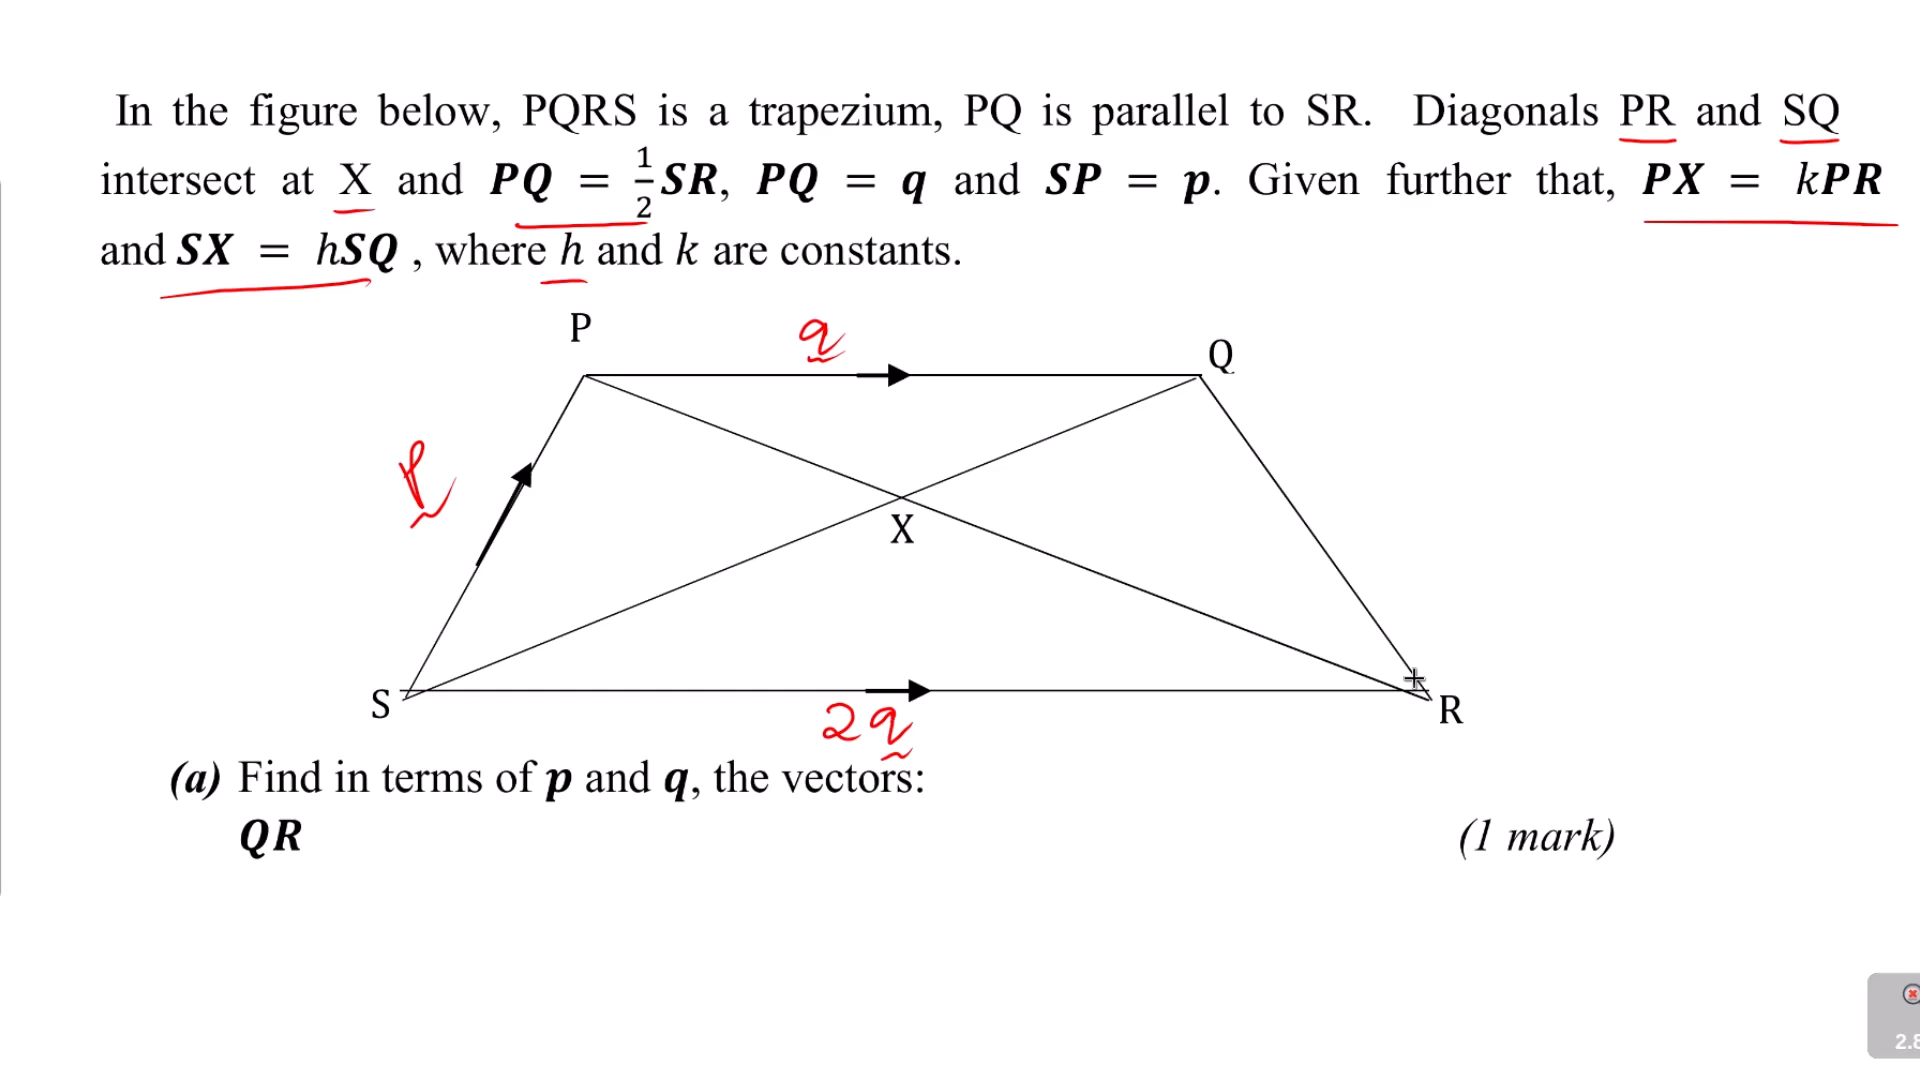 In the figure below, PQRS is a trapezium, PQ is parallel to SR. Diagonals PR and SQ
intersect at X and PQ = 1/2 SR, PQ = q and SP = p. Given further that, PX = kPR
and SX = hSQ , where h and k are constants.
P
q
Q
p
X
S
R
2q
(a) Find in terms of p and q, the vectors:
QR (1 mark)